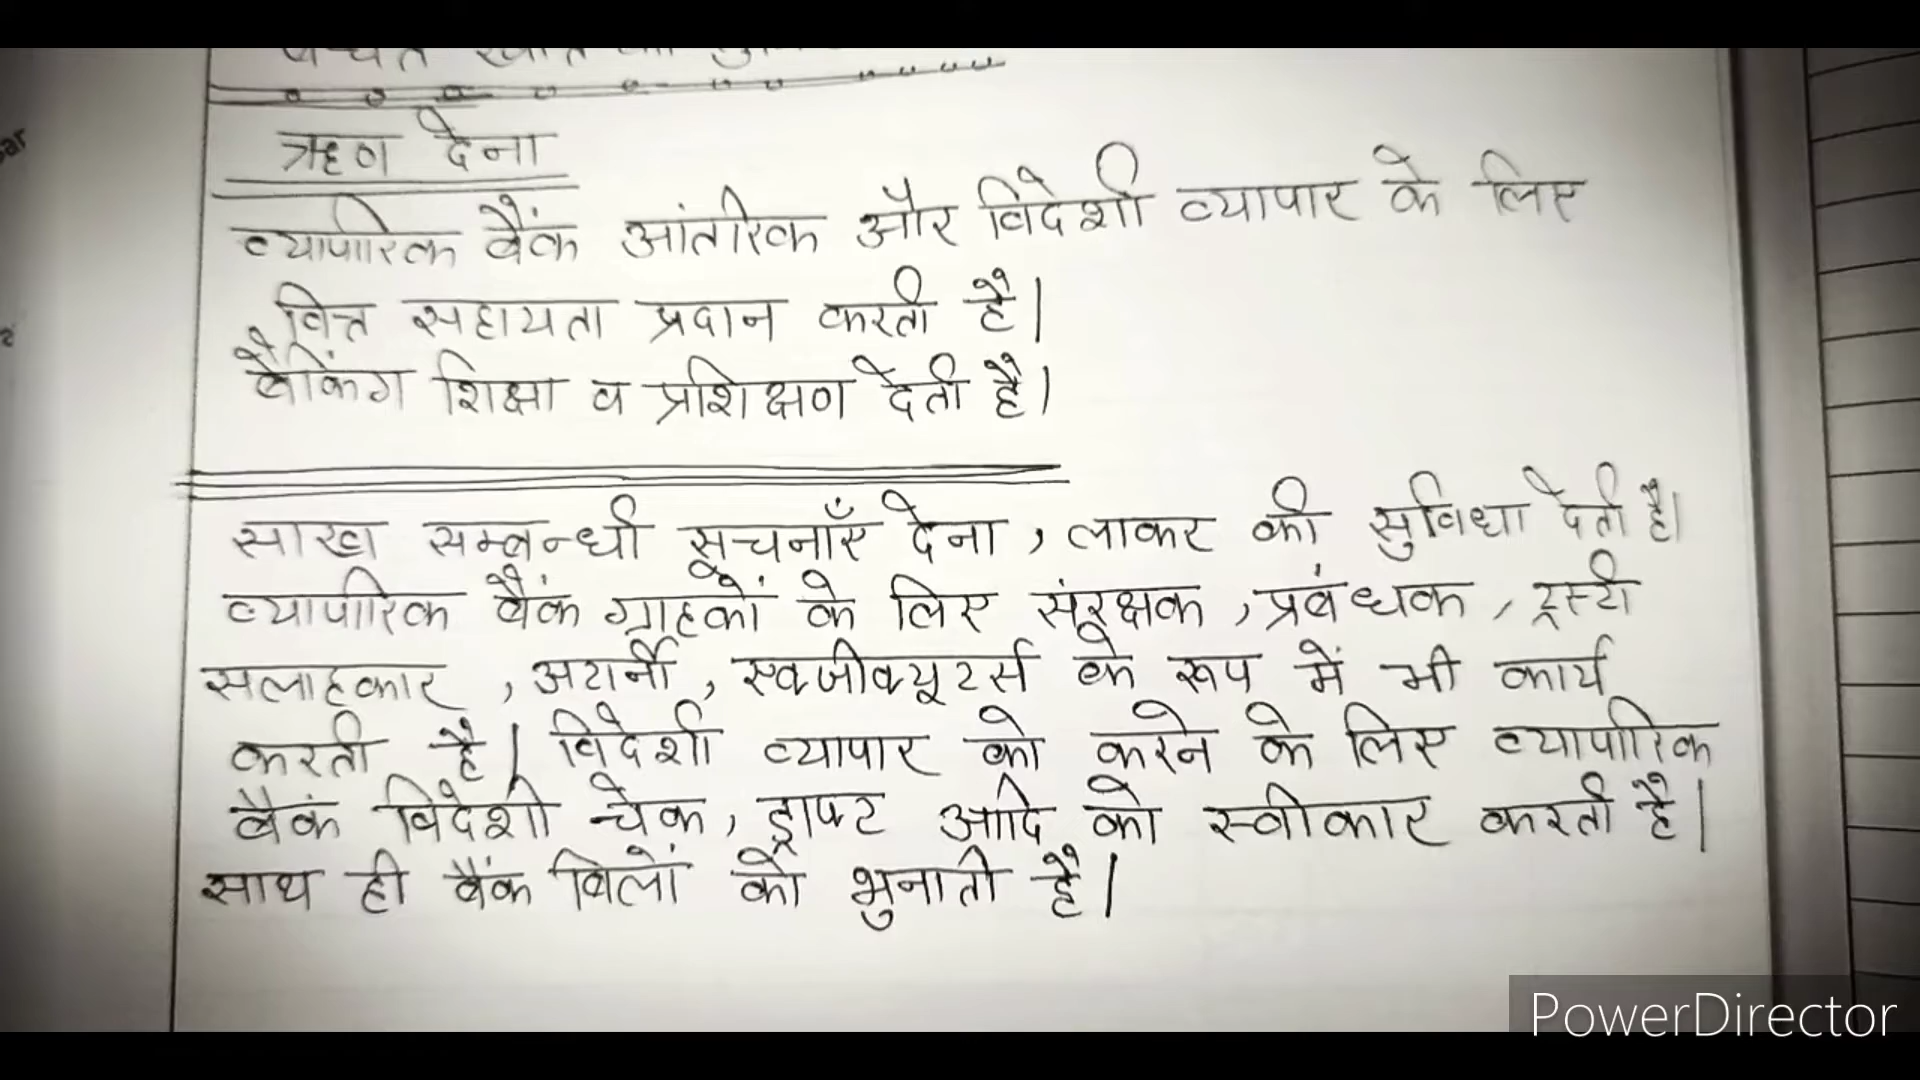 ऋण देना
व्यापारिक बैंक आंतरिक और विदेशी व्यापार के लिए
वित्त सहायता प्रदान करती है।
बैंकिंग शिक्षा व प्रशिक्षण देती है।
साख सम्बन्धी सूचनाएँ देना, लाकर की सुविधा देती है।
व्यापारिक बैंक ग्राहकों के लिए संरक्षक, प्रबंधक, ट्रस्टी
सलाहकार, अटार्नी, स्क्जीक्यूटर्स के रूप में भी कार्य
करती है। विदेशी व्यापार को करने के लिए व्यापारिक
बैंक विदेशी चेक, ड्राफ्ट आदि को स्वीकार करती है।
साथ ही बैंक बिलों को भुनाती है।
PowerDirector